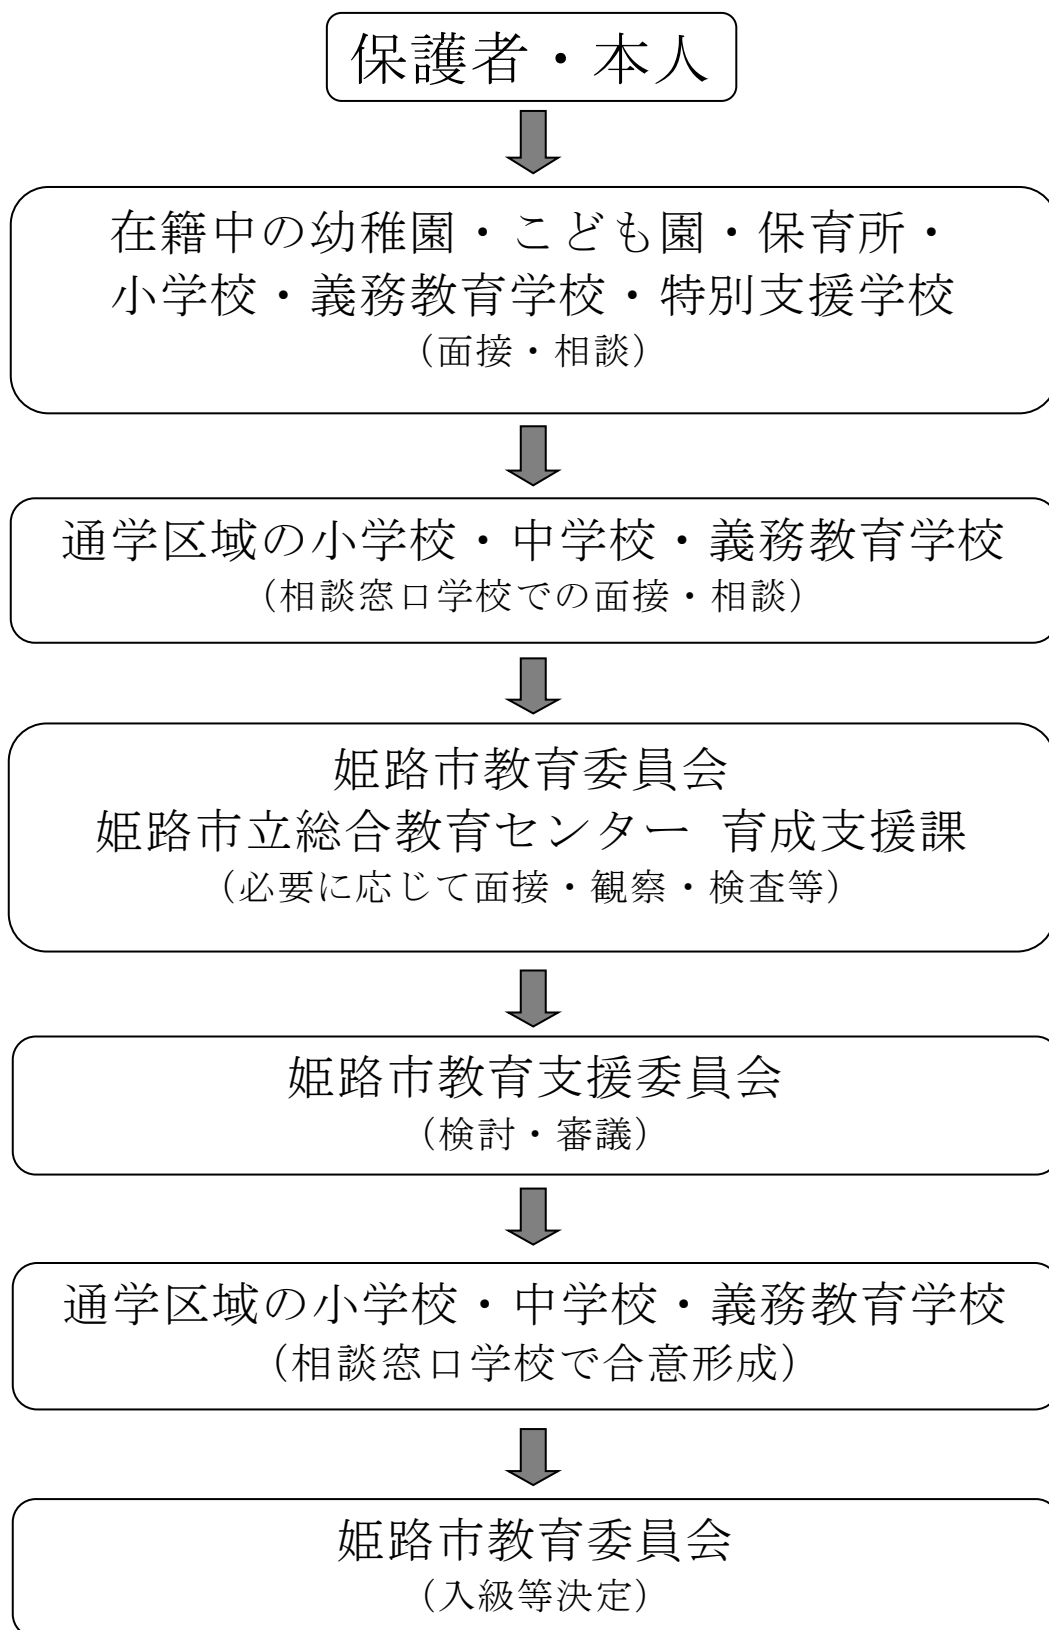 保護者・本人
在籍中の幼稚園・こども園・保育所・
小学校・義務教育学校・特別支援学校
（面接・相談）
通学区域の小学校・中学校・義務教育学校
（相談窓口学校での面接・相談）
姫路市教育委員会
姫路市立総合教育センター 育成支援課
（必要に応じて面接・観察・検査等）
姫路市教育支援委員会
（検討・審議）
通学区域の小学校・中学校・義務教育学校
（相談窓口学校で合意形成）
姫路市教育委員会
（入級等決定）